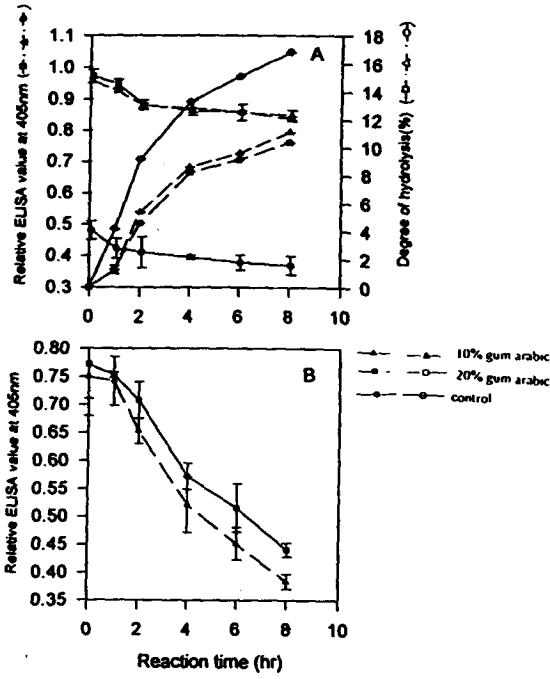 A
Relative ELISA value at 405nm
1.1
1.0
0.9
0.8
0.7
0.6
0.5
0.4
0.3
18
16
14
12
10
8
6
4
2
0
Degree of hydrolysis(%)
0 2 4 6 8 10
B
Relative ELISA value at 405nm
0.80
0.75
0.70
0.65
0.60
0.55
0.50
0.45
0.40
0.35
0 2 4 6 8 10
Reaction time (hr)
10% gum arabic
20% gum arabic
control